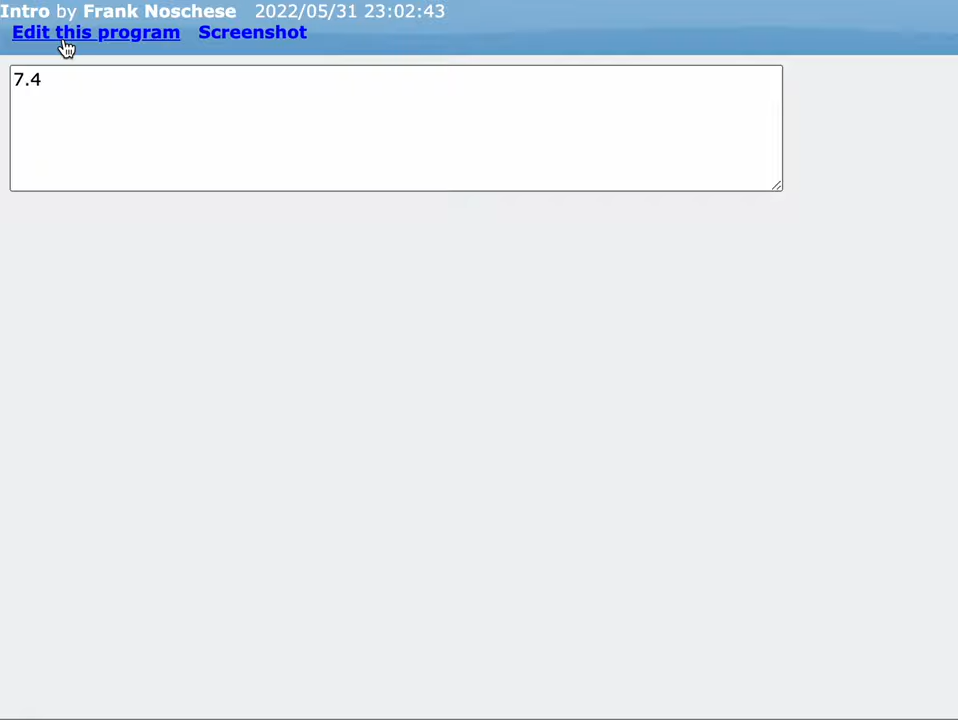 Intro by Frank Noschese 2022/05/31 23:02:43
Edit this program Screenshot
7.4